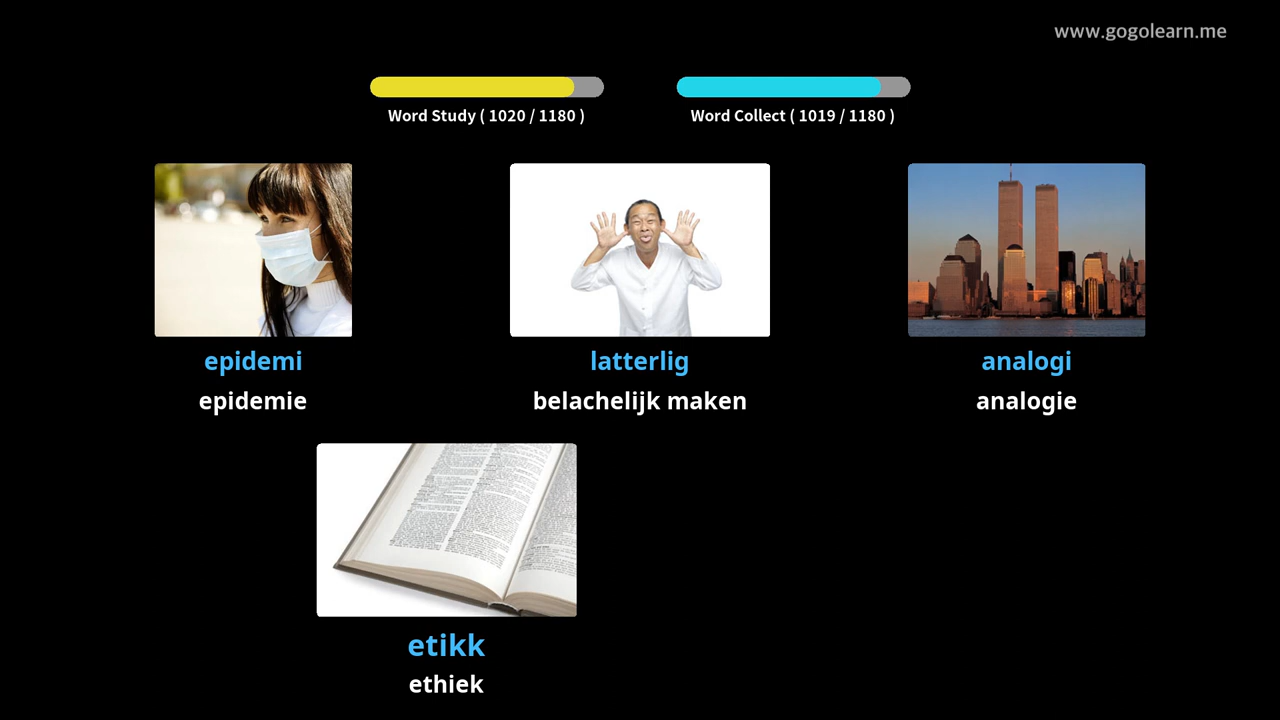 www.gogolearn.me
Word Study ( 1020 / 1180 )
Word Collect ( 1019 / 1180 )
epidemi
latterlig
analogi
epidemie
belachelijk maken
analogie
etikk
ethiek